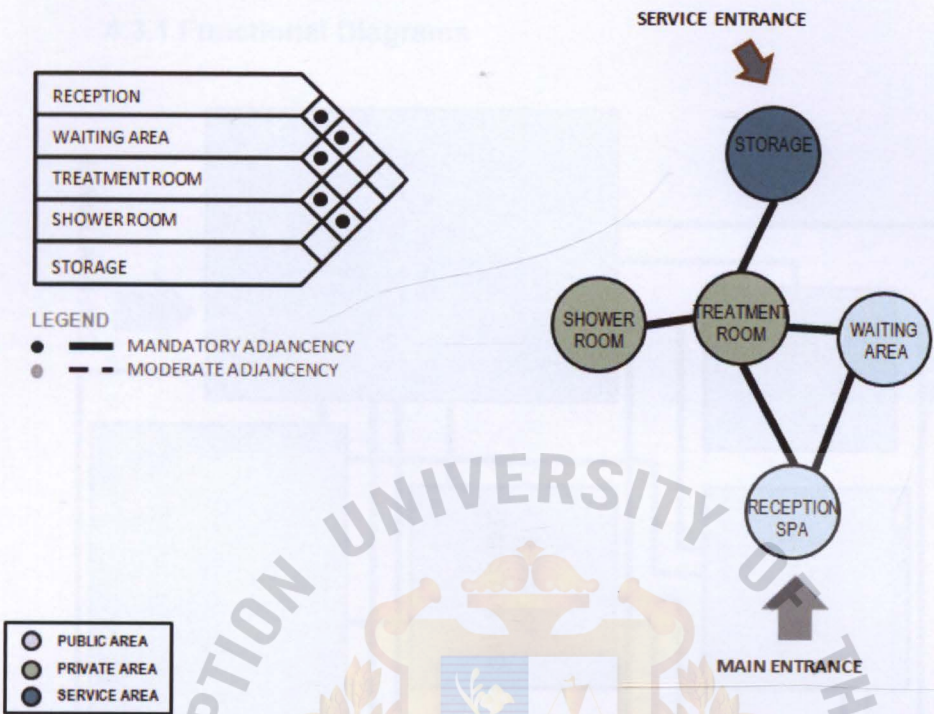 4.3.1 Functional Diagrams
SERVICE ENTRANCE
RECEPTION
WAITING AREA
TREATMENT ROOM
SHOWER ROOM
STORAGE
LEGEND
MANDATORY ADJANCENCY
MODERATE ADJANCENCY
STORAGE
SHOWER
ROOM
TREATMENT
ROOM
WAITING
AREA
RECEPTION
SPA
MAIN ENTRANCE
PUBLIC AREA
PRIVATE AREA
SERVICE AREA
UNIVERSITY